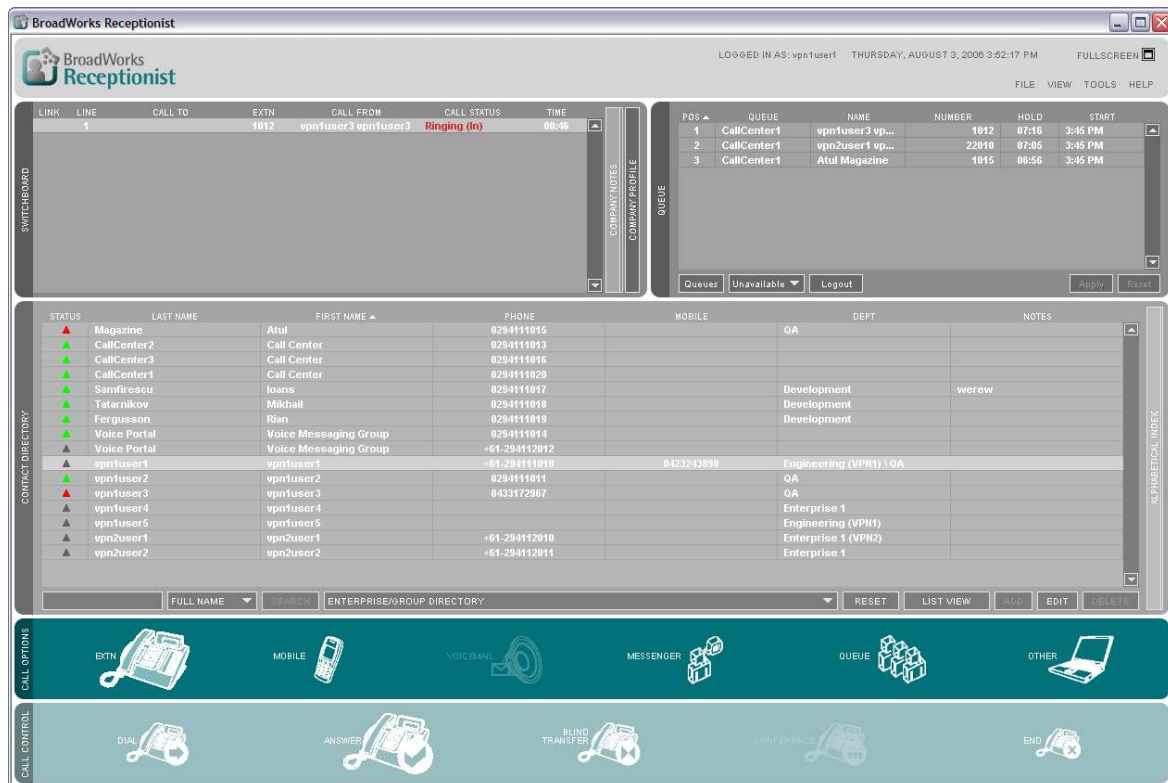 BroadWorks Receptionist
BroadWorks
Receptionist
LOGGED IN AS: vpn1user1 THURSDAY, AUGUST 3, 2006 3:52:17 PM FULLSCREEN
FILE VIEW TOOLS HELP
SWITCHBOARD
LINK LINE CALL TO EXTN CALL FROM CALL STATUS TIME
1 1012 vpn1user3 vpn1user3 Ringing (In) 00:46
COMPANY NOTES
COMPANY PROFILE
QUEUE
POS QUEUE NAME NUMBER HOLD START
1 CallCenter1 vpn1user3 vp... 1012 07:16 3:45 PM
2 CallCenter1 vpn2user1 vp... 22010 07:05 3:45 PM
3 CallCenter1 Atul Magazine 1015 06:56 3:45 PM
Queues Unavailable Logout Apply Reset
CONTACT DIRECTORY
STATUS LAST NAME FIRST NAME PHONE MOBILE DEPT NOTES
Magazine Atul 0294111015 QA
CallCenter2 Call Center 0294111013
CallCenter3 Call Center 0294111016
CallCenter1 Call Center 0294111020
Samfirescu Ioans 0294111017 Development werew
Tatarnikov Mikhail 0294111018 Development
Fergusson Rian 0294111019 Development
Voice Portal Voice Messaging Group 0294111014
Voice Portal Voice Messaging Group +61-294112012
vpn1user1 vpn1user1 +61-294111010 0423243898 Engineering (VPN1) \ QA
vpn1user2 vpn1user2 0294111011 QA
vpn1user3 vpn1user3 0433172967 QA
vpn1user4 vpn1user4 Enterprise 1
vpn1user5 vpn1user5 Engineering (VPN1)
vpn2user1 vpn2user1 +61-294112010 Enterprise 1 (VPN2)
vpn2user2 vpn2user2 +61-294112011 Enterprise 1
ALPHABETICAL INDEX
FULL NAME SEARCH ENTERPRISE/GROUP DIRECTORY RESET LIST VIEW ADD EDIT DELETE
CALL OPTIONS
EXTN MOBILE VOICEMAIL MESSENGER QUEUE OTHER
CALL CONTROL
DIAL ANSWER BLIND TRANSFER CONFERENCE END